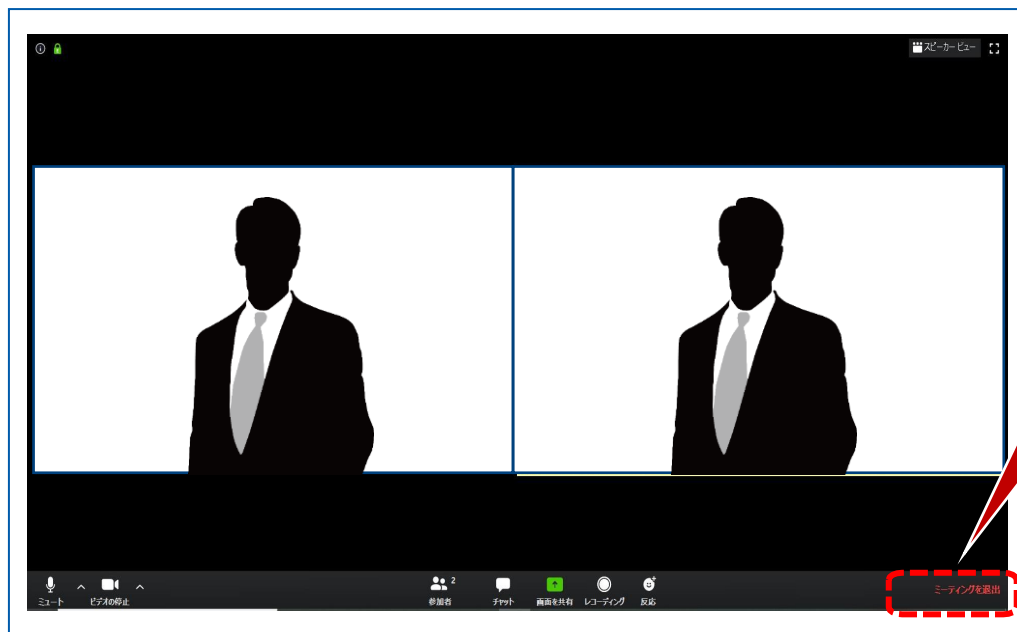 スピーカー ビュー
ミュート
ビデオの停止
参加者
2
チャット
画面を共有
レコーディング
反応
ミーティングを退出